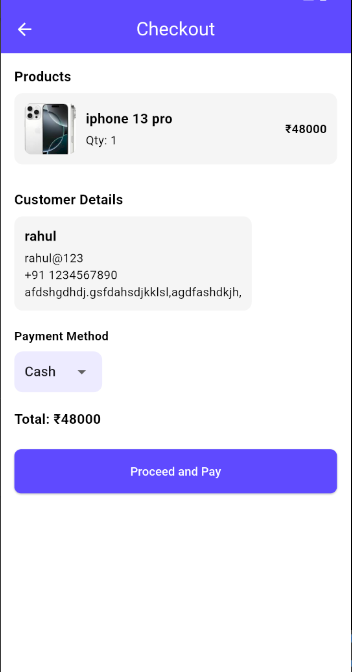 Checkout
Products
iphone 13 pro
₹48000
Qty: 1
Customer Details
rahul
rahul@123
+91 1234567890
afdshgdhdj.gsfdahsdjkklsl,agdfashdkjh,
Payment Method
Cash
Total: ₹48000
Proceed and Pay